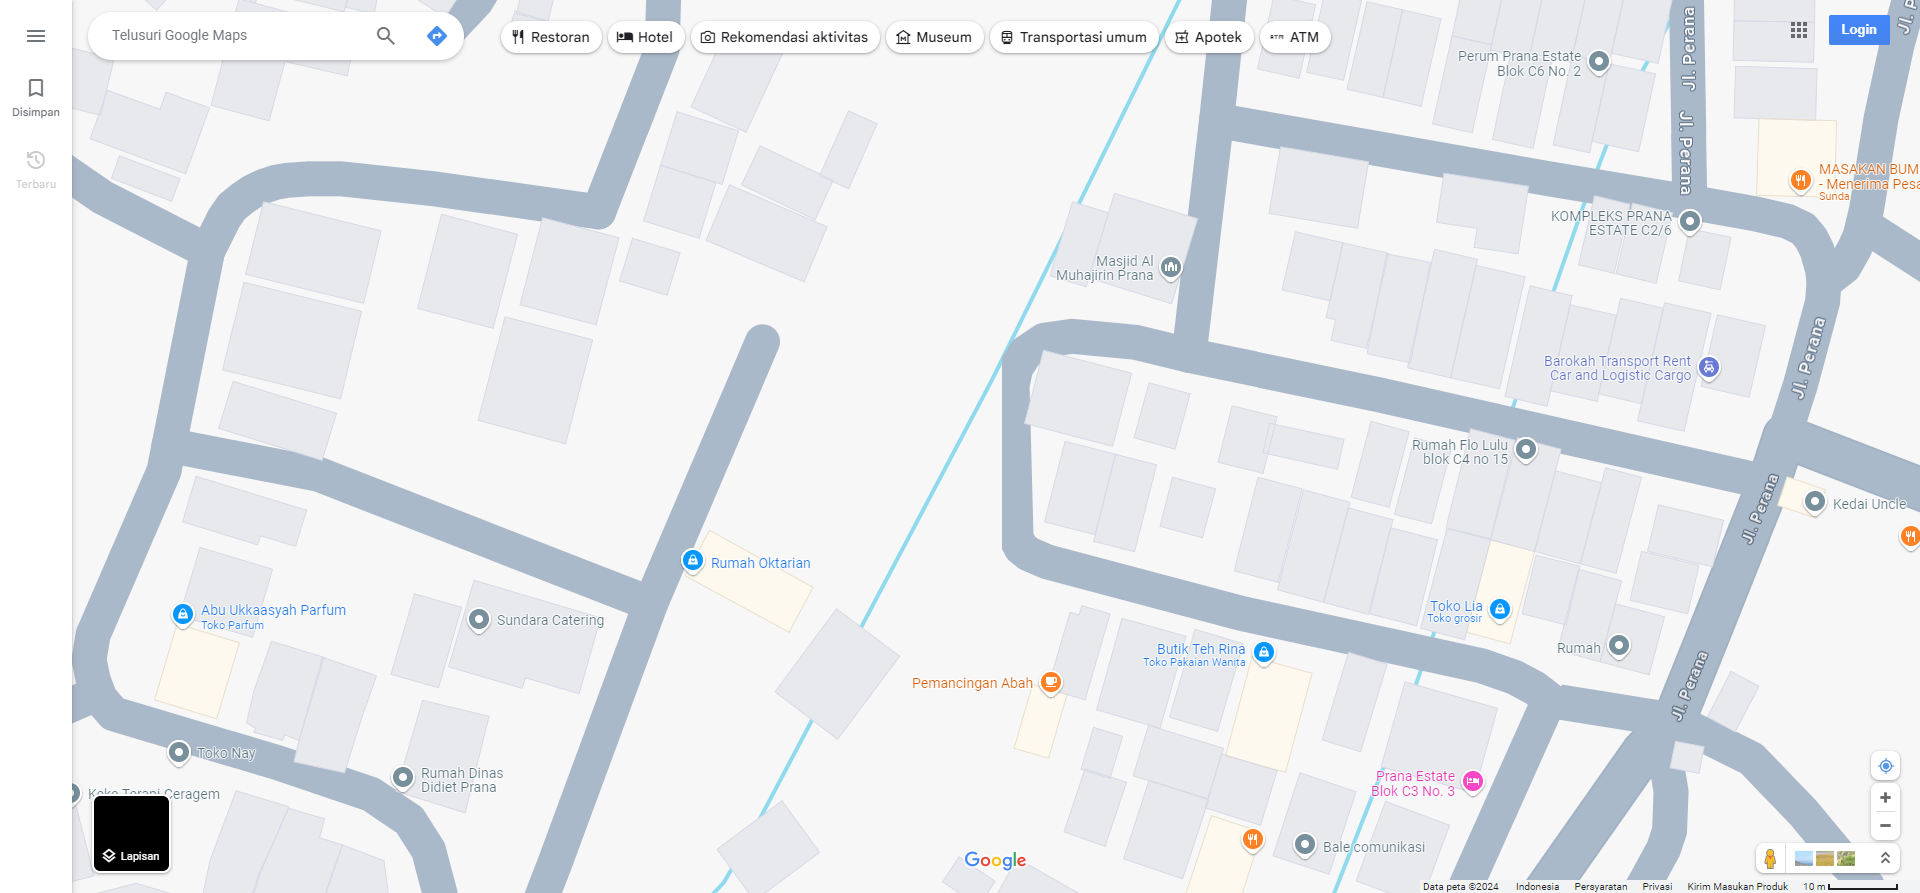 Telusuri Google Maps
Restoran
Hotel
Rekomendasi aktivitas
Museum
Transportasi umum
Apotek
ATM
Login
Disimpan
Terbaru
Perum Prana Estate
Blok C6 No. 2
Jl. Perana
Jl. Perana
Jl. P
MASAKAN BUM
- Menerima Pesa
Sunda
KOMPLEKS PRANA
ESTATE C2/6
Masjid Al
Muhajirin Prana
Barokah Transport Rent
Car and Logistic Cargo
Jl. Perana
Rumah Flo Lulu
blok C4 no 15
Kedai Uncle
Jl. Perana
Rumah Oktarian
Abu Ukkaasyah Parfum
Toko Parfum
Sundara Catering
Toko Lia
Toko grosir
Rumah
Butik Teh Rina
Toko Pakaian Wanita
Pemancingan Abah
Jl. Perana
Toko Nay
Rumah Dinas
Didiet Prana
Prana Estate
Blok C3 No. 3
Koko Terapi Ceragem
Lapisan
Bale comunikasi
Google
Data peta ©2024
Indonesia
Persyaratan
Privasi
Kirim Masukan Produk
10 m